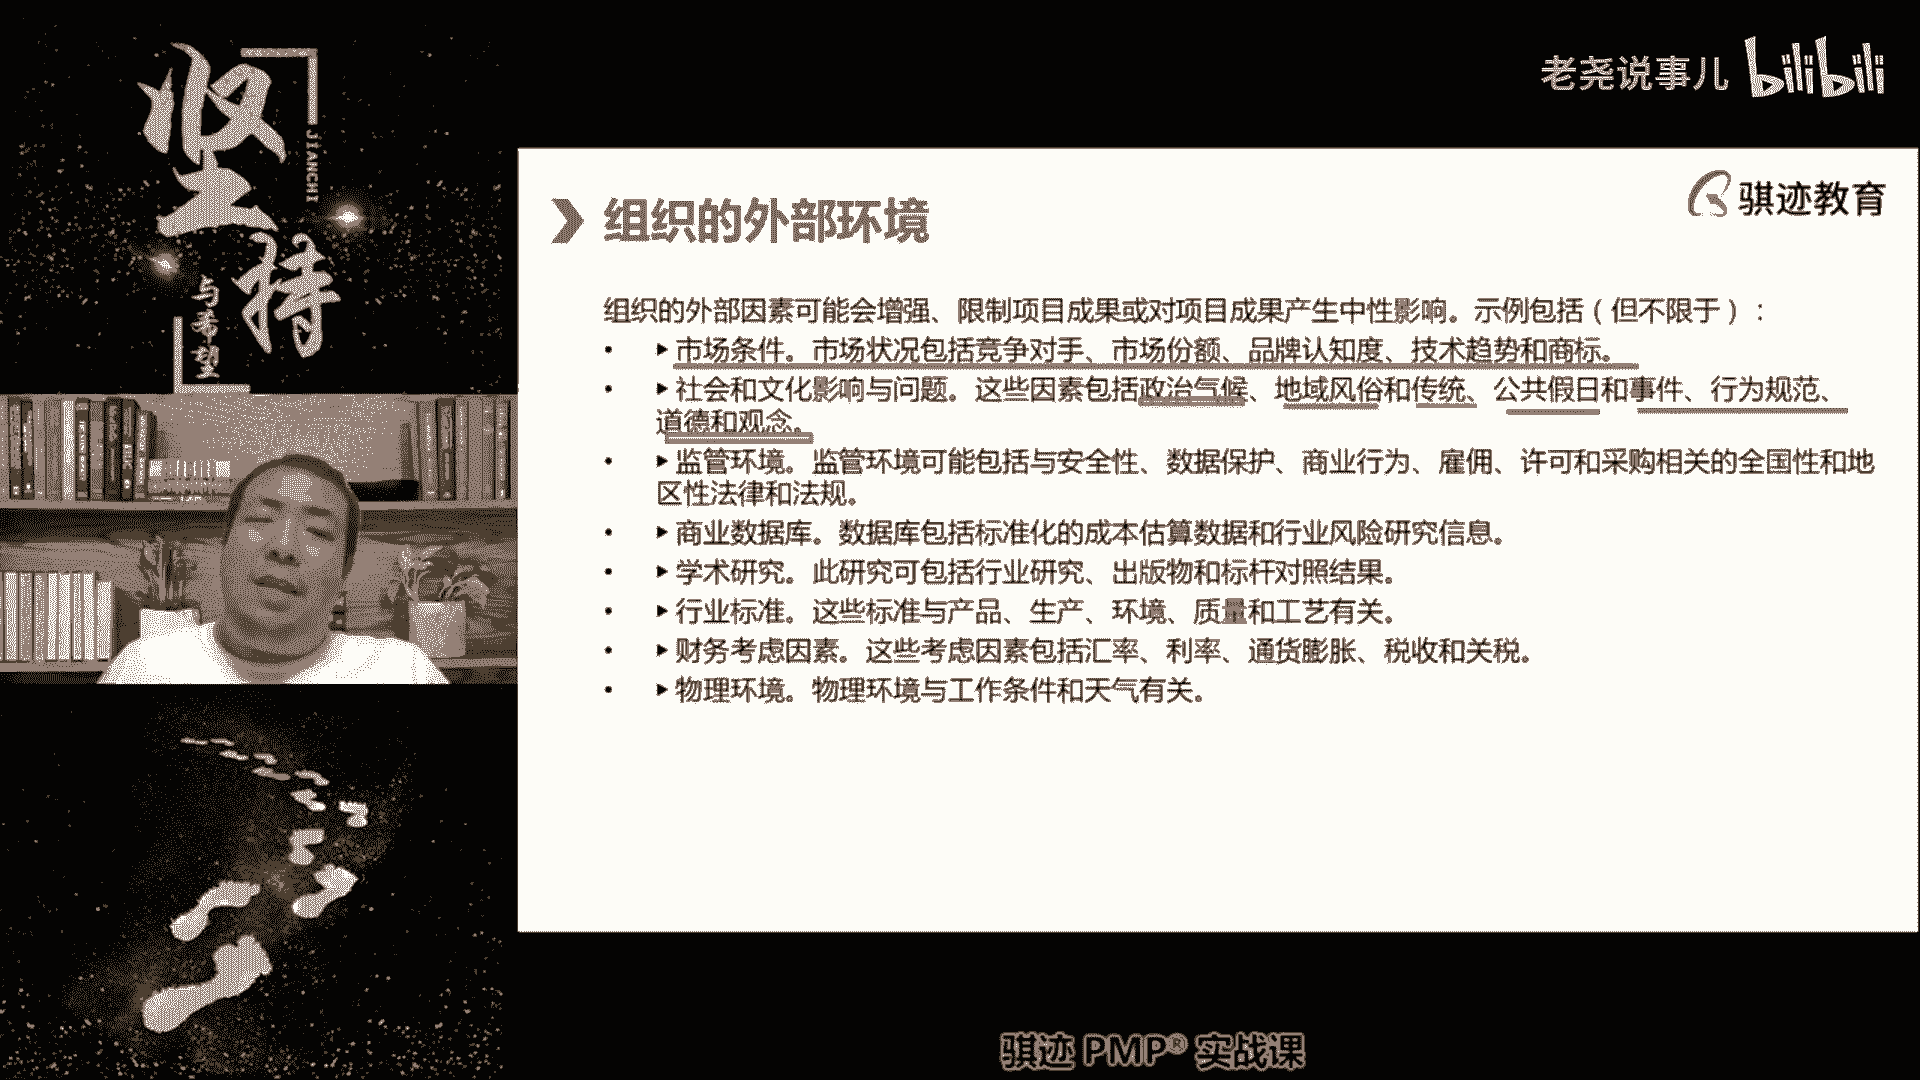 坚持
JIANCHI
与希望
老尧说事儿 bilibili
骐迹教育
组织的外部环境
组织的外部因素可能会增强、限制项目成果或对项目成果产生中性影响。示例包括（但不限于）：
• ▶ 市场条件。市场状况包括竞争对手、市场份额、品牌认知度、技术趋势和商标。
• ▶ 社会和文化影响与问题。这些因素包括政治气候、地域风俗和传统、公共假日和事件、行为规范、
道德和观念。
• ▶ 监管环境。监管环境可能包括与安全性、数据保护、商业行为、雇佣、许可和采购相关的全国性和地
区性法律和法规。
• ▶ 商业数据库。数据库包括标准化的成本估算数据和行业风险研究信息。
• ▶ 学术研究。此研究可包括行业研究、出版物和标杆对照结果。
• ▶ 行业标准。这些标准与产品、生产、环境、质量和工艺有关。
• ▶ 财务考虑因素。这些考虑因素包括汇率、利率、通货膨胀、税收和关税。
• ▶ 物理环境。物理环境与工作条件和天气有关。
骐迹 PMP® 实战课